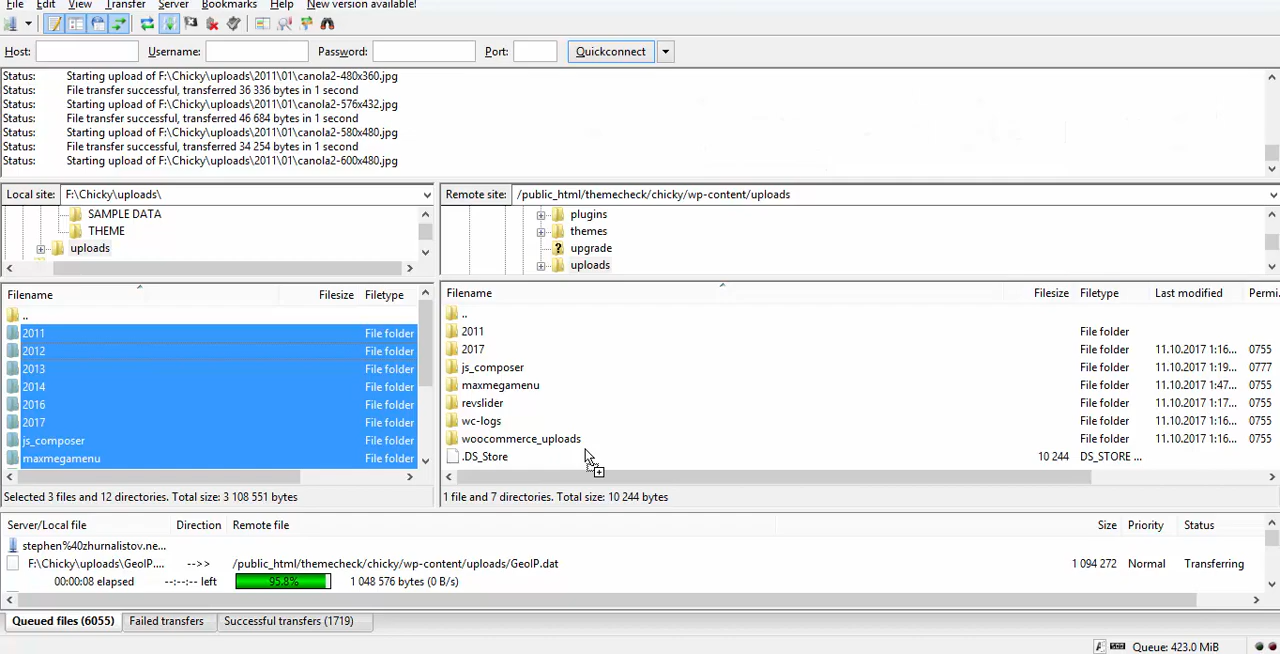 File Edit View Transfer Server Bookmarks Help New version available!
Host: Username: Password: Port: Quickconnect
Status: Starting upload of F:\Chicky\uploads\2011\01\canola2-480x360.jpg
Status: File transfer successful, transferred 36 336 bytes in 1 second
Status: Starting upload of F:\Chicky\uploads\2011\01\canola2-576x432.jpg
Status: File transfer successful, transferred 46 684 bytes in 1 second
Status: Starting upload of F:\Chicky\uploads\2011\01\canola2-580x480.jpg
Status: File transfer successful, transferred 34 254 bytes in 1 second
Status: Starting upload of F:\Chicky\uploads\2011\01\canola2-600x480.jpg
Local site: F:\Chicky\uploads\
SAMPLE DATA
THEME
uploads
Filename Filesize Filetype
..
2011 File folder
2012 File folder
2013 File folder
2014 File folder
2016 File folder
2017 File folder
js_composer File folder
maxmegamenu File folder
Selected 3 files and 12 directories. Total size: 3 108 551 bytes
Remote site: /public_html/themecheck/chicky/wp-content/uploads
plugins
themes
? upgrade
uploads
Filename Filesize Filetype Last modified Permi...
..
2011 File folder
2017 File folder 11.10.2017 1:16... 0755
js_composer File folder 11.10.2017 1:19... 0777
maxmegamenu File folder 11.10.2017 1:47... 0755
revslider File folder 11.10.2017 1:17... 0755
wc-logs File folder 11.10.2017 1:16... 0755
woocommerce_uploads File folder 11.10.2017 1:16... 0755
.DS_Store 10 244 DS_STORE ...
1 file and 7 directories. Total size: 10 244 bytes
Server/Local file Direction Remote file Size Priority Status
stephen%40zhurnalistov.ne...
F:\Chicky\uploads\GeoIP.... -->> /public_html/themecheck/chicky/wp-content/uploads/GeoIP.dat 1 094 272 Normal Transferring
00:00:08 elapsed --:--:-- left 95.8% 1 048 576 bytes (0 B/s)
Queued files (6055) Failed transfers Successful transfers (1719)
Queue: 423.0 MiB